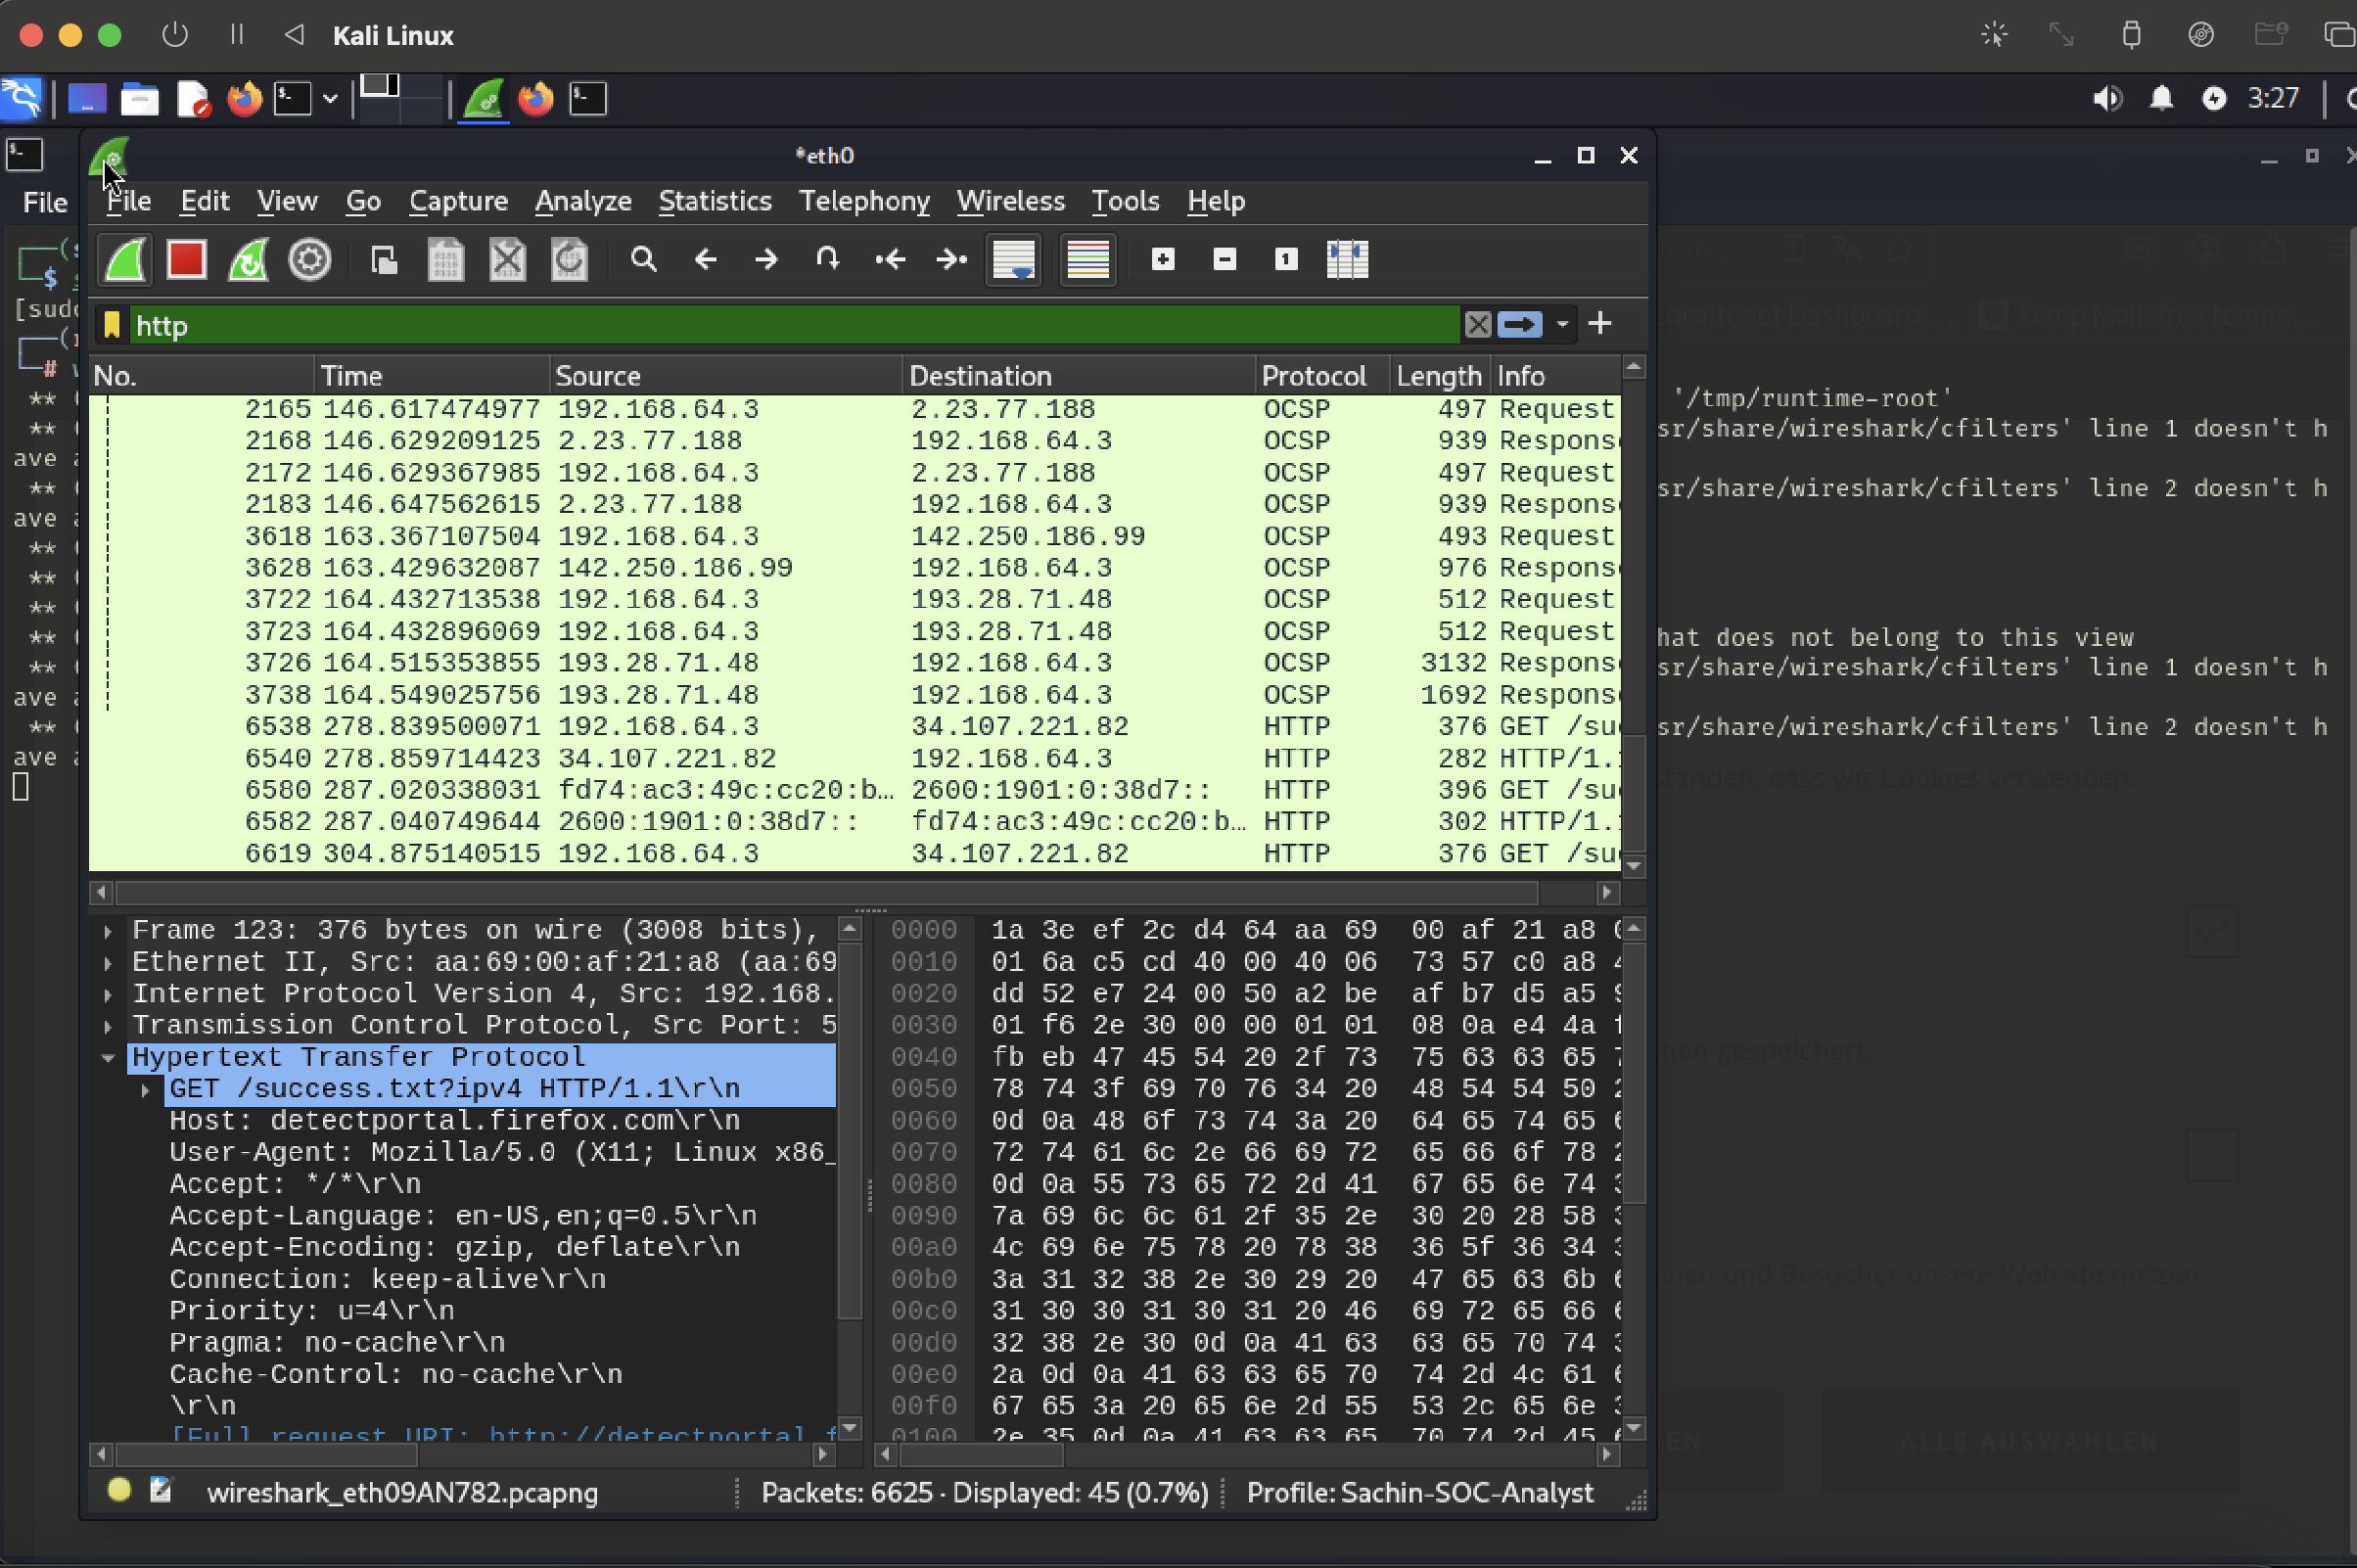 Kali Linux
3:27
*eth0
File
File Edit View Go Capture Analyze Statistics Telephony Wireless Tools Help
http
No. Time Source Destination Protocol Length Info
2165 146.617474977 192.168.64.3 2.23.77.188 OCSP 497 Request
2168 146.629209125 2.23.77.188 192.168.64.3 OCSP 939 Respons
2172 146.629367985 192.168.64.3 2.23.77.188 OCSP 497 Request
2183 146.647562615 2.23.77.188 192.168.64.3 OCSP 939 Respons
3618 163.367107504 192.168.64.3 142.250.186.99 OCSP 493 Request
3628 163.429632087 142.250.186.99 192.168.64.3 OCSP 976 Respons
3722 164.432713538 192.168.64.3 193.28.71.48 OCSP 512 Request
3723 164.432896069 192.168.64.3 193.28.71.48 OCSP 512 Request
3726 164.515353855 193.28.71.48 192.168.64.3 OCSP 3132 Respons
3738 164.549025756 193.28.71.48 192.168.64.3 OCSP 1692 Respons
6538 278.839500071 192.168.64.3 34.107.221.82 HTTP 376 GET /su
6540 278.859714423 34.107.221.82 192.168.64.3 HTTP 282 HTTP/1.
6580 287.020338031 fd74:ac3:49c:cc20:b… 2600:1901:0:38d7:: HTTP 396 GET /su
6582 287.040749644 2600:1901:0:38d7:: fd74:ac3:49c:cc20:b… HTTP 302 HTTP/1.
6619 304.875140515 192.168.64.3 34.107.221.82 HTTP 376 GET /su
Frame 123: 376 bytes on wire (3008 bits),
Ethernet II, Src: aa:69:00:af:21:a8 (aa:69
Internet Protocol Version 4, Src: 192.168.
Transmission Control Protocol, Src Port: 5
Hypertext Transfer Protocol
GET /success.txt?ipv4 HTTP/1.1\r\n
Host: detectportal.firefox.com\r\n
User-Agent: Mozilla/5.0 (X11; Linux x86_
Accept: */*\r\n
Accept-Language: en-US,en;q=0.5\r\n
Accept-Encoding: gzip, deflate\r\n
Connection: keep-alive\r\n
Priority: u=4\r\n
Pragma: no-cache\r\n
Cache-Control: no-cache\r\n
\r\n
[Full request URI: http://detectportal.f
0000 1a 3e ef 2c d4 64 aa 69 00 af 21 a8
0010 01 6a c5 cd 40 00 40 06 73 57 c0 a8
0020 dd 52 e7 24 00 50 a2 be af b7 d5 a5
0030 01 f6 2e 30 00 00 01 01 08 0a e4 4a
0040 fb eb 47 45 54 20 2f 73 75 63 63 65
0050 78 74 3f 69 70 76 34 20 48 54 54 50
0060 0d 0a 48 6f 73 74 3a 20 64 65 74 65
0070 72 74 61 6c 2e 66 69 72 65 66 6f 78
0080 0d 0a 55 73 65 72 2d 41 67 65 6e 74
0090 7a 69 6c 6c 61 2f 35 2e 30 20 28 58
00a0 4c 69 6e 75 78 20 78 38 36 5f 36 34
00b0 3a 31 32 38 2e 30 29 20 47 65 63 6b
00c0 31 30 30 31 30 31 20 46 69 72 65 66
00d0 32 38 2e 30 0d 0a 41 63 63 65 70 74
00e0 2a 0d 0a 41 63 63 65 70 74 2d 4c 61
00f0 67 65 3a 20 65 6e 2d 55 53 2c 65 6e
0100 2e 35 0d 0a 41 63 63 65 70 74 2d 45
wireshark_eth09AN782.pcapng
Packets: 6625 · Displayed: 45 (0.7%)
Profile: Sachin-SOC-Analyst
$
[sudo
#
**
'/tmp/runtime-root'
**
sr/share/wireshark/cfilters' line 1 doesn't h
ave
**
sr/share/wireshark/cfilters' line 2 doesn't h
ave
**
**
**
**
hat does not belong to this view
**
sr/share/wireshark/cfilters' line 1 doesn't h
ave
**
sr/share/wireshark/cfilters' line 2 doesn't h
ave
standen, dass wir Cookies verwenden.
nen gespeichert.
nen und Besucher unsere Website nutzen.
EN
ALLE AUSWÄHLEN